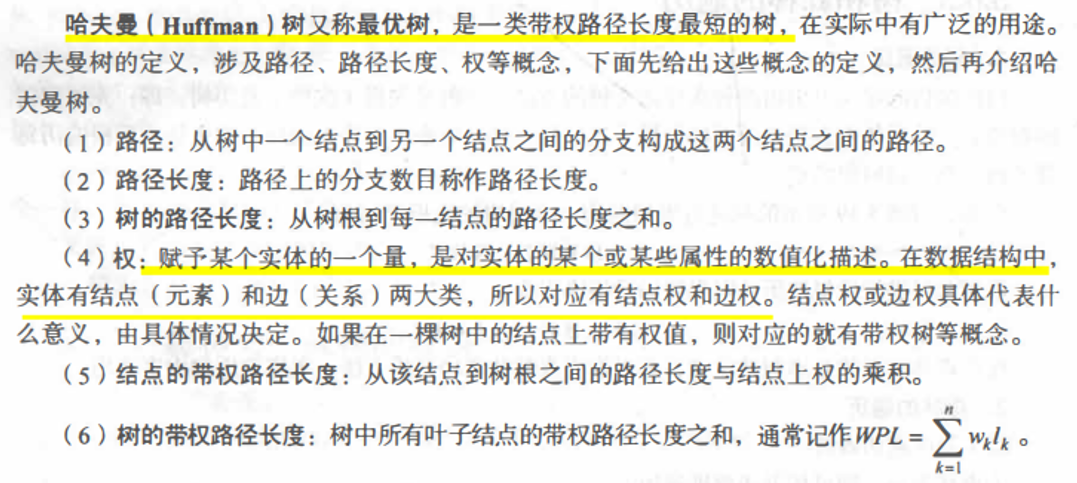 哈夫曼（Huffman）树又称最优树，是一类带权路径长度最短的树，在实际中有广泛的用途。
哈夫曼树的定义，涉及路径、路径长度、权等概念，下面先给出这些概念的定义，然后再介绍哈
夫曼树。
（1）路径：从树中一个结点到另一个结点之间的分支构成这两个结点之间的路径。
（2）路径长度：路径上的分支数目称作路径长度。
（3）树的路径长度：从树根到每一结点的路径长度之和。
（4）权：赋予某个实体的一个量，是对实体的某个或某些属性的数值化描述。在数据结构中，
实体有结点（元素）和边（关系）两大类，所以对应有结点权和边权。结点权或边权具体代表什
么意义，由具体情况决定。如果在一棵树中的结点上带有权值，则对应的就有带权树等概念。
（5）结点的带权路径长度：从该结点到树根之间的路径长度与结点上权的乘积。
（6）树的带权路径长度：树中所有叶子结点的带权路径长度之和，通常记作 WPL = ∑_{k=1}^{n} w_k l_k 。